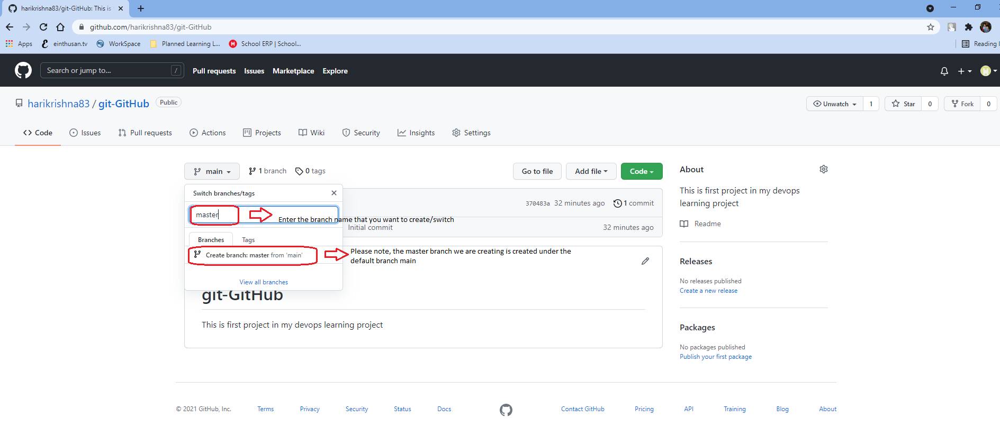 harikrishna83/git-GitHub: This is
github.com/harikrishna83/git-GitHub
Apps einthusan.tv WorkSpace Planned Learning L... School ERP | School... Reading l
Search or jump to... / Pull requests Issues Marketplace Explore
harikrishna83 / git-GitHub Public Unwatch 1 Star 0 Fork 0
Code Issues Pull requests Actions Projects Wiki Security Insights Settings
main 1 branch 0 tags Go to file Add file Code
Switch branches/tags
370483a 32 minutes ago 1 commit
master
Enter the branch name that you want to create/switch
Initial commit 32 minutes ago
Branches Tags
Create branch: master from 'main'
Please note, the master branch we are creating is created under the
default branch main
View all branches
git-GitHub
This is first project in my devops learning project
About
This is first project in my devops
learning project
Readme
Releases
No releases published
Create a new release
Packages
No packages published
Publish your first package
© 2021 GitHub, Inc. Terms Privacy Security Status Docs Contact GitHub Pricing API Training Blog About